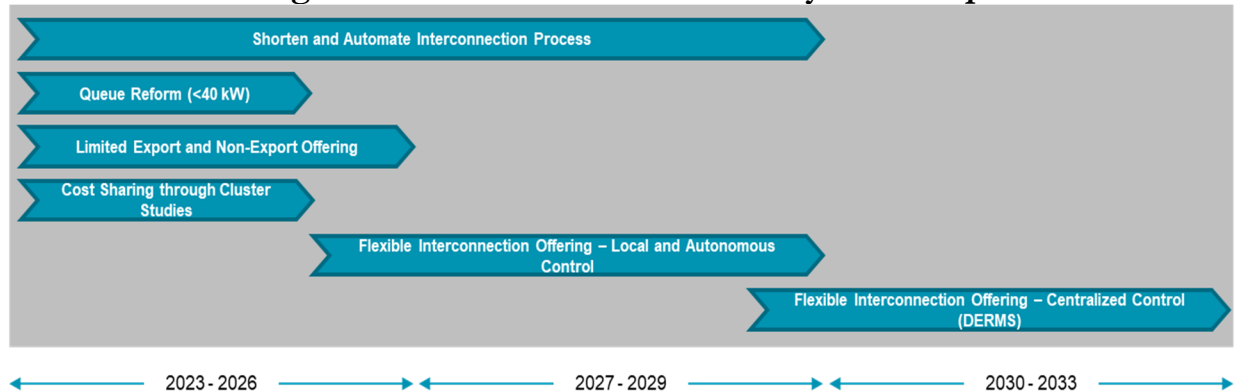 Shorten and Automate Interconnection Process
Queue Reform (<40 kW)
Limited Export and Non-Export Offering
Cost Sharing through Cluster
Studies
Flexible Interconnection Offering – Local and Autonomous
Control
Flexible Interconnection Offering – Centralized Control
(DERMS)
2023 - 2026
2027 - 2029
2030 - 2033